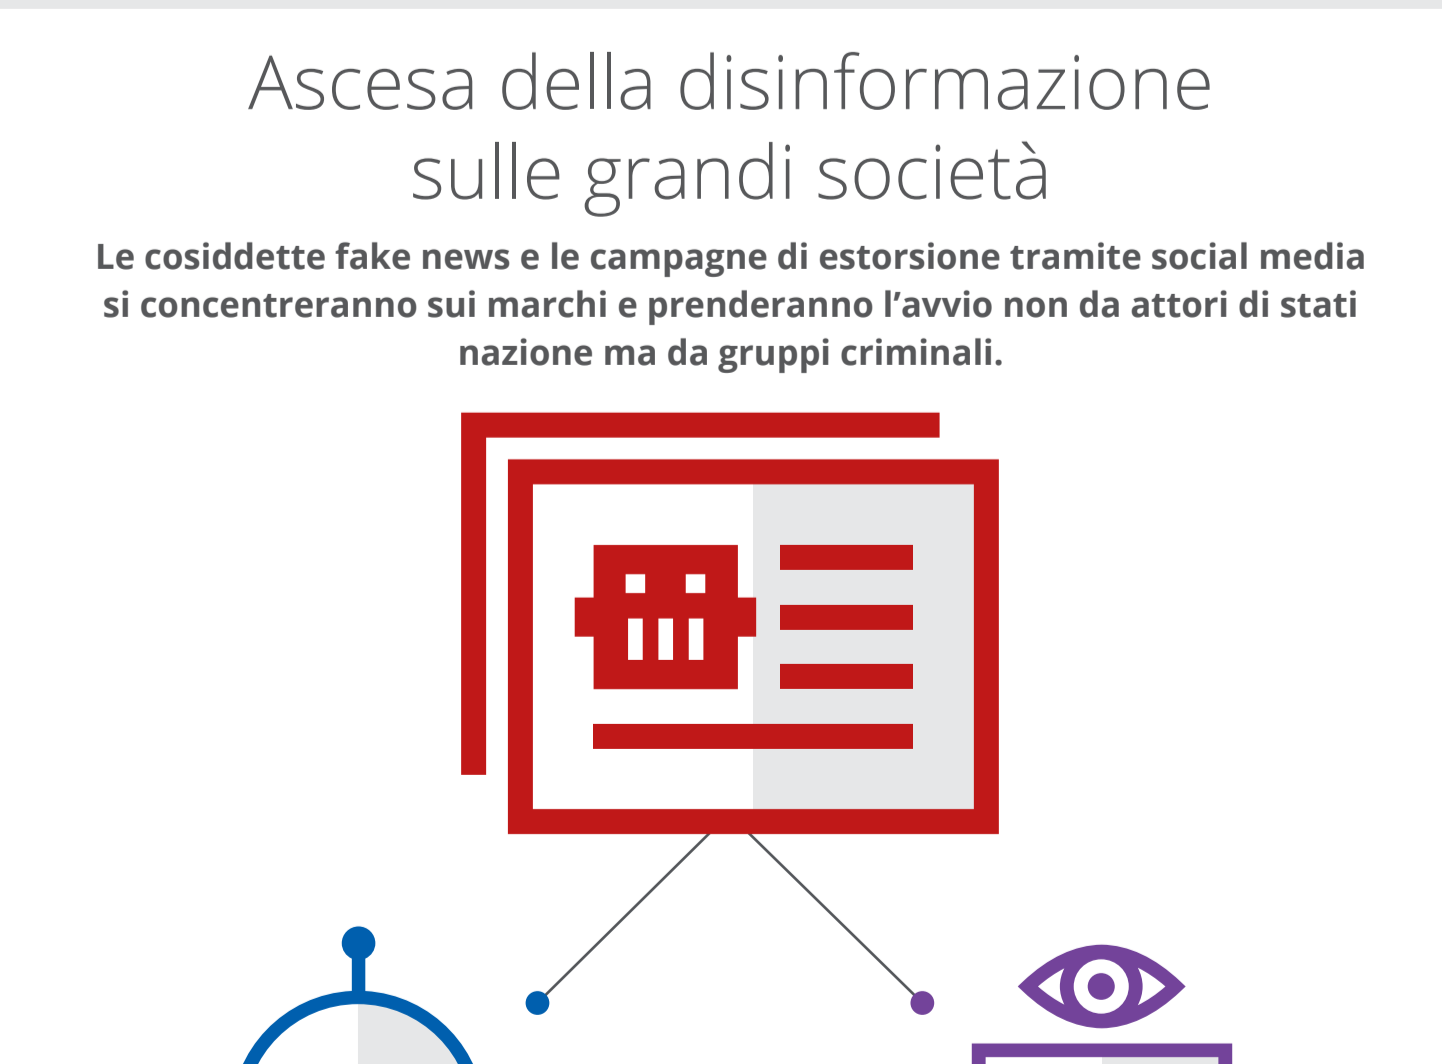 Ascesa della disinformazione
sulle grandi società
Le cosiddette fake news e le campagne di estorsione tramite social media
si concentreranno sui marchi e prenderanno l’avvio non da attori di stati
nazione ma da gruppi criminali.